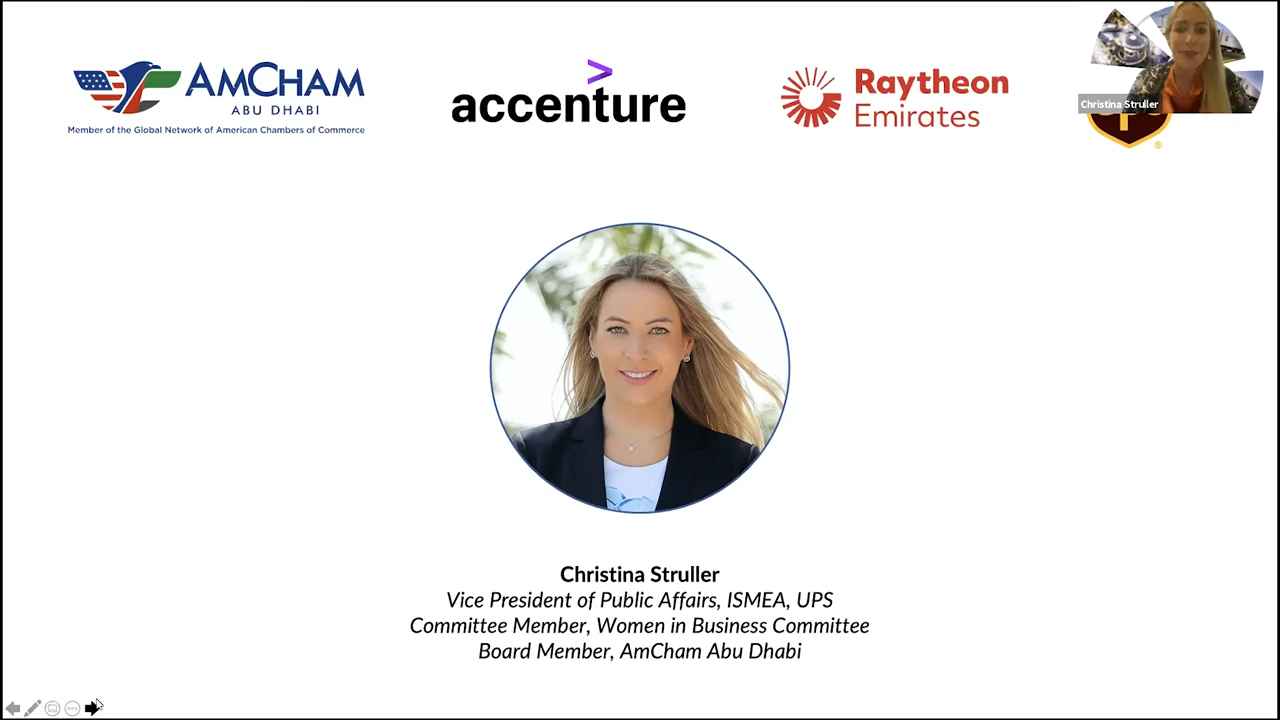 AMCHAM
ABU DHABI
Member of the Global Network of American Chambers of Commerce
accenture
Raytheon
Emirates
Christina Struller
®
Christina Struller
Vice President of Public Affairs, ISMEA, UPS
Committee Member, Women in Business Committee
Board Member, AmCham Abu Dhabi